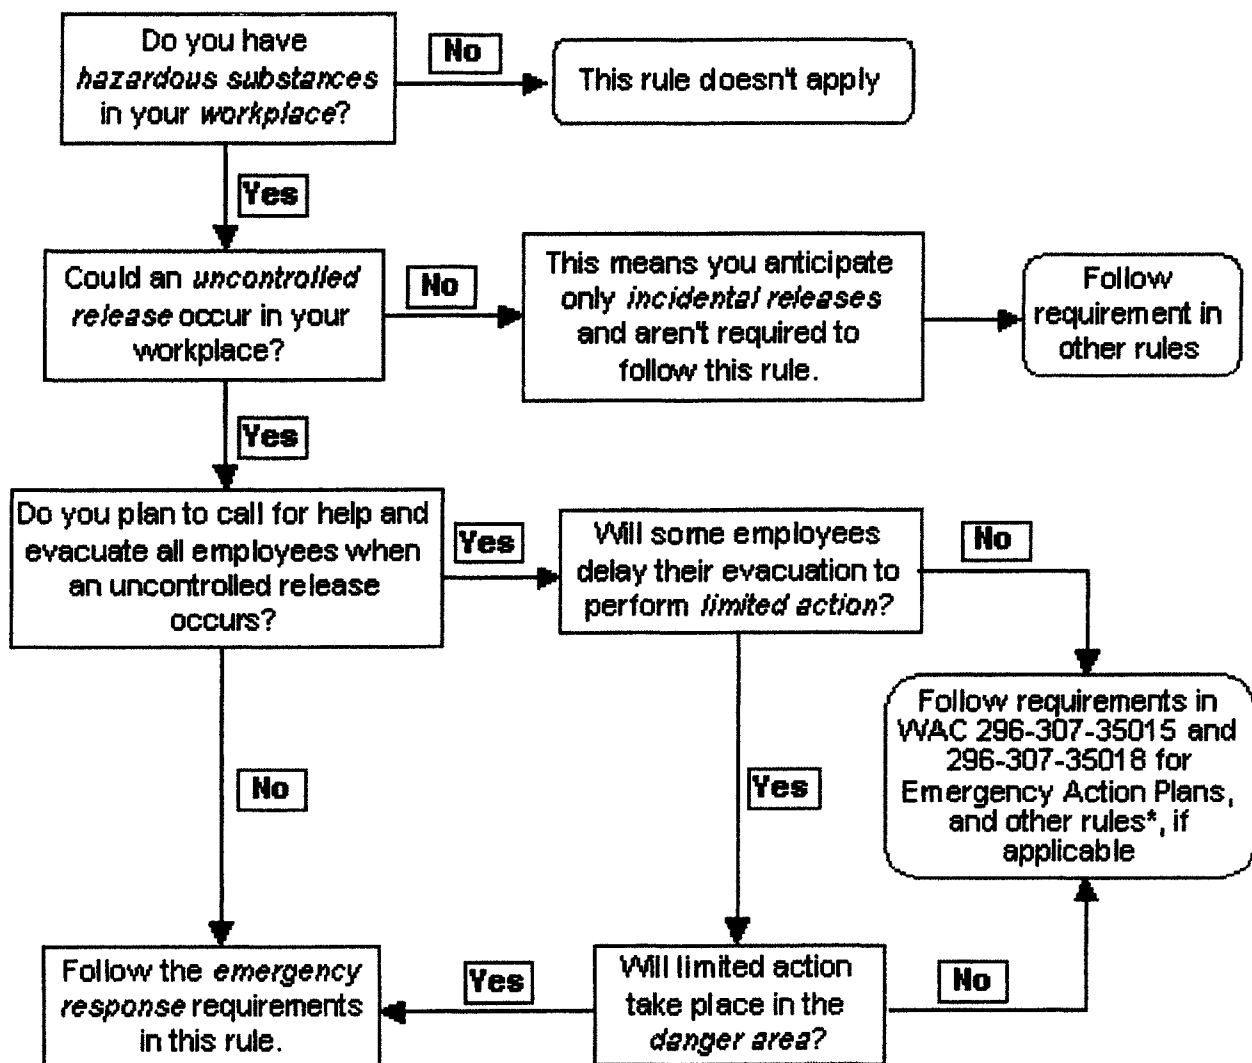 Do you have
hazardous substances
in your workplace?
No
This rule doesn't apply
Yes
Could an uncontrolled
release occur in your
workplace?
No
This means you anticipate
only incidental releases
and aren't required to
follow this rule.
Follow
requirement in
other rules
Yes
Do you plan to call for help and
evacuate all employees when
an uncontrolled release
occurs?
Yes
Will some employees
delay their evacuation to
perform limited action?
No
Follow requirements in
WAC 296-307-35015 and
296-307-35018 for
Emergency Action Plans,
and other rules*, if
applicable
No
Yes
Follow the emergency
response requirements
in this rule.
Yes
Will limited action
take place in the
danger area?
No